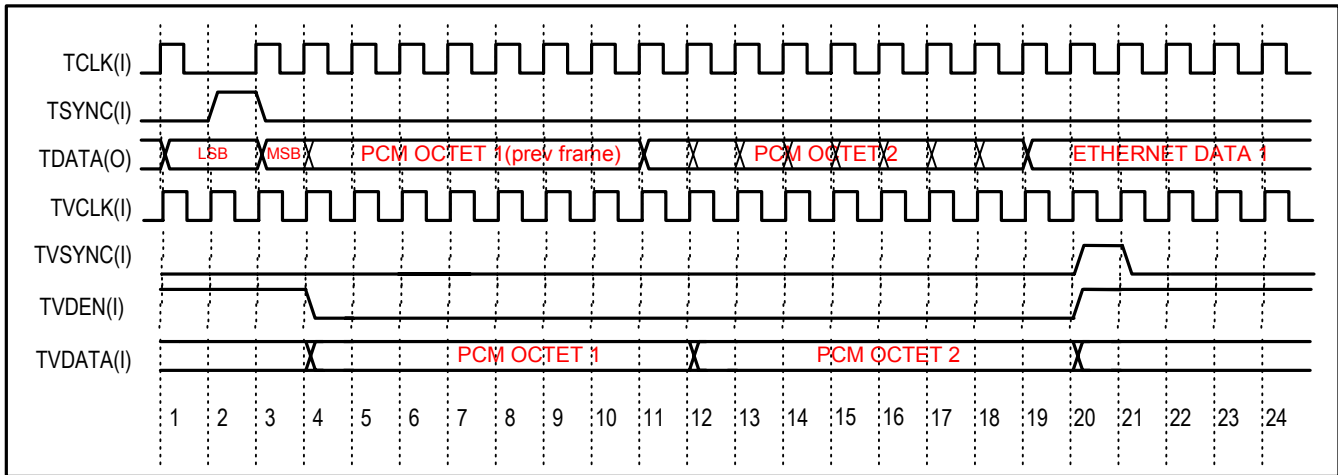 TCLK(I)
TSYNC(I)
TDATA(O) LSB MSB PCM OCTET 1(prev frame) PCM OCTET 2 ETHERNET DATA 1
TVCLK(I)
TVSYNC(I)
TVDEN(I)
TVDATA(I) PCM OCTET 1 PCM OCTET 2
1 2 3 4 5 6 7 8 9 10 11 12 13 14 15 16 17 18 19 20 21 22 23 24